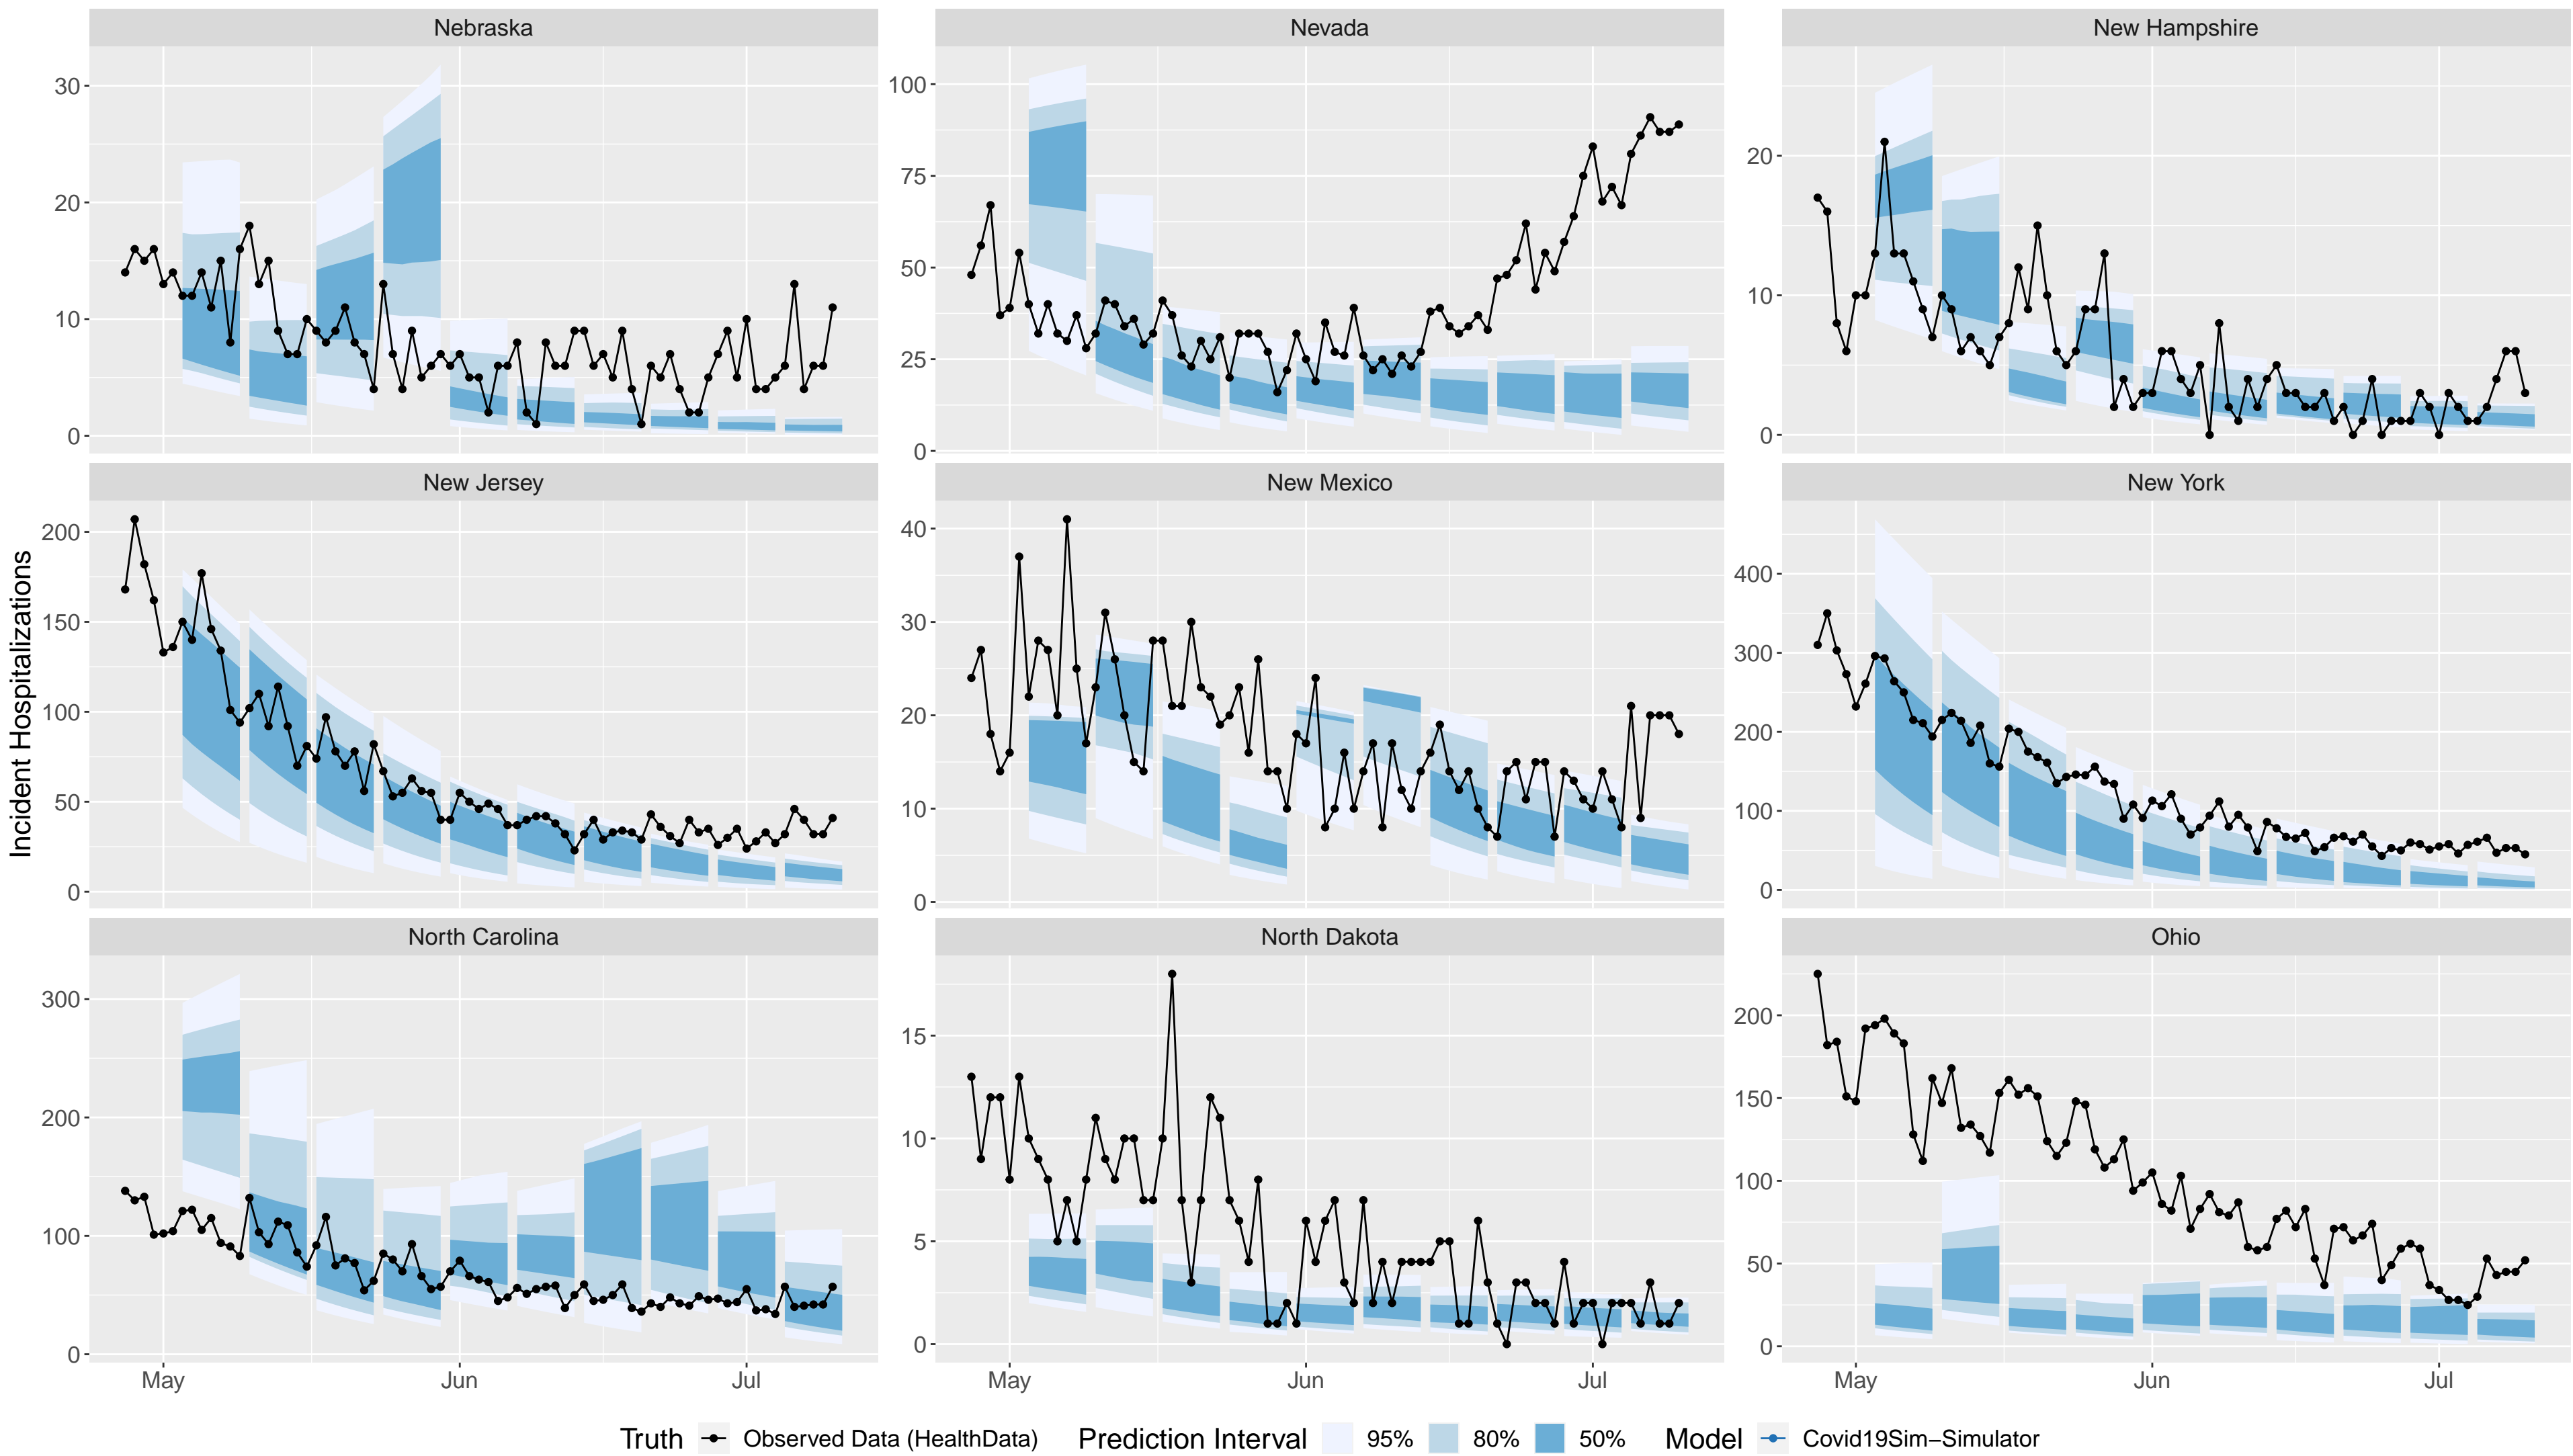 Nebraska Nevada New Hampshire
30 100
20 75 20
50
10 10
25
0 0 0
New Jersey New Mexico New York
200 40 400
150 30 300
100 20 200
50 10 100
0 0 0
Incident Hospitalizations
North Carolina North Dakota Ohio
300 15 200
200 10 150
100
100 5 50
0 0 0
May Jun Jul May Jun Jul May Jun Jul
Truth Observed Data (HealthData) Prediction Interval 95% 80% 50% Model Covid19Sim−Simulator